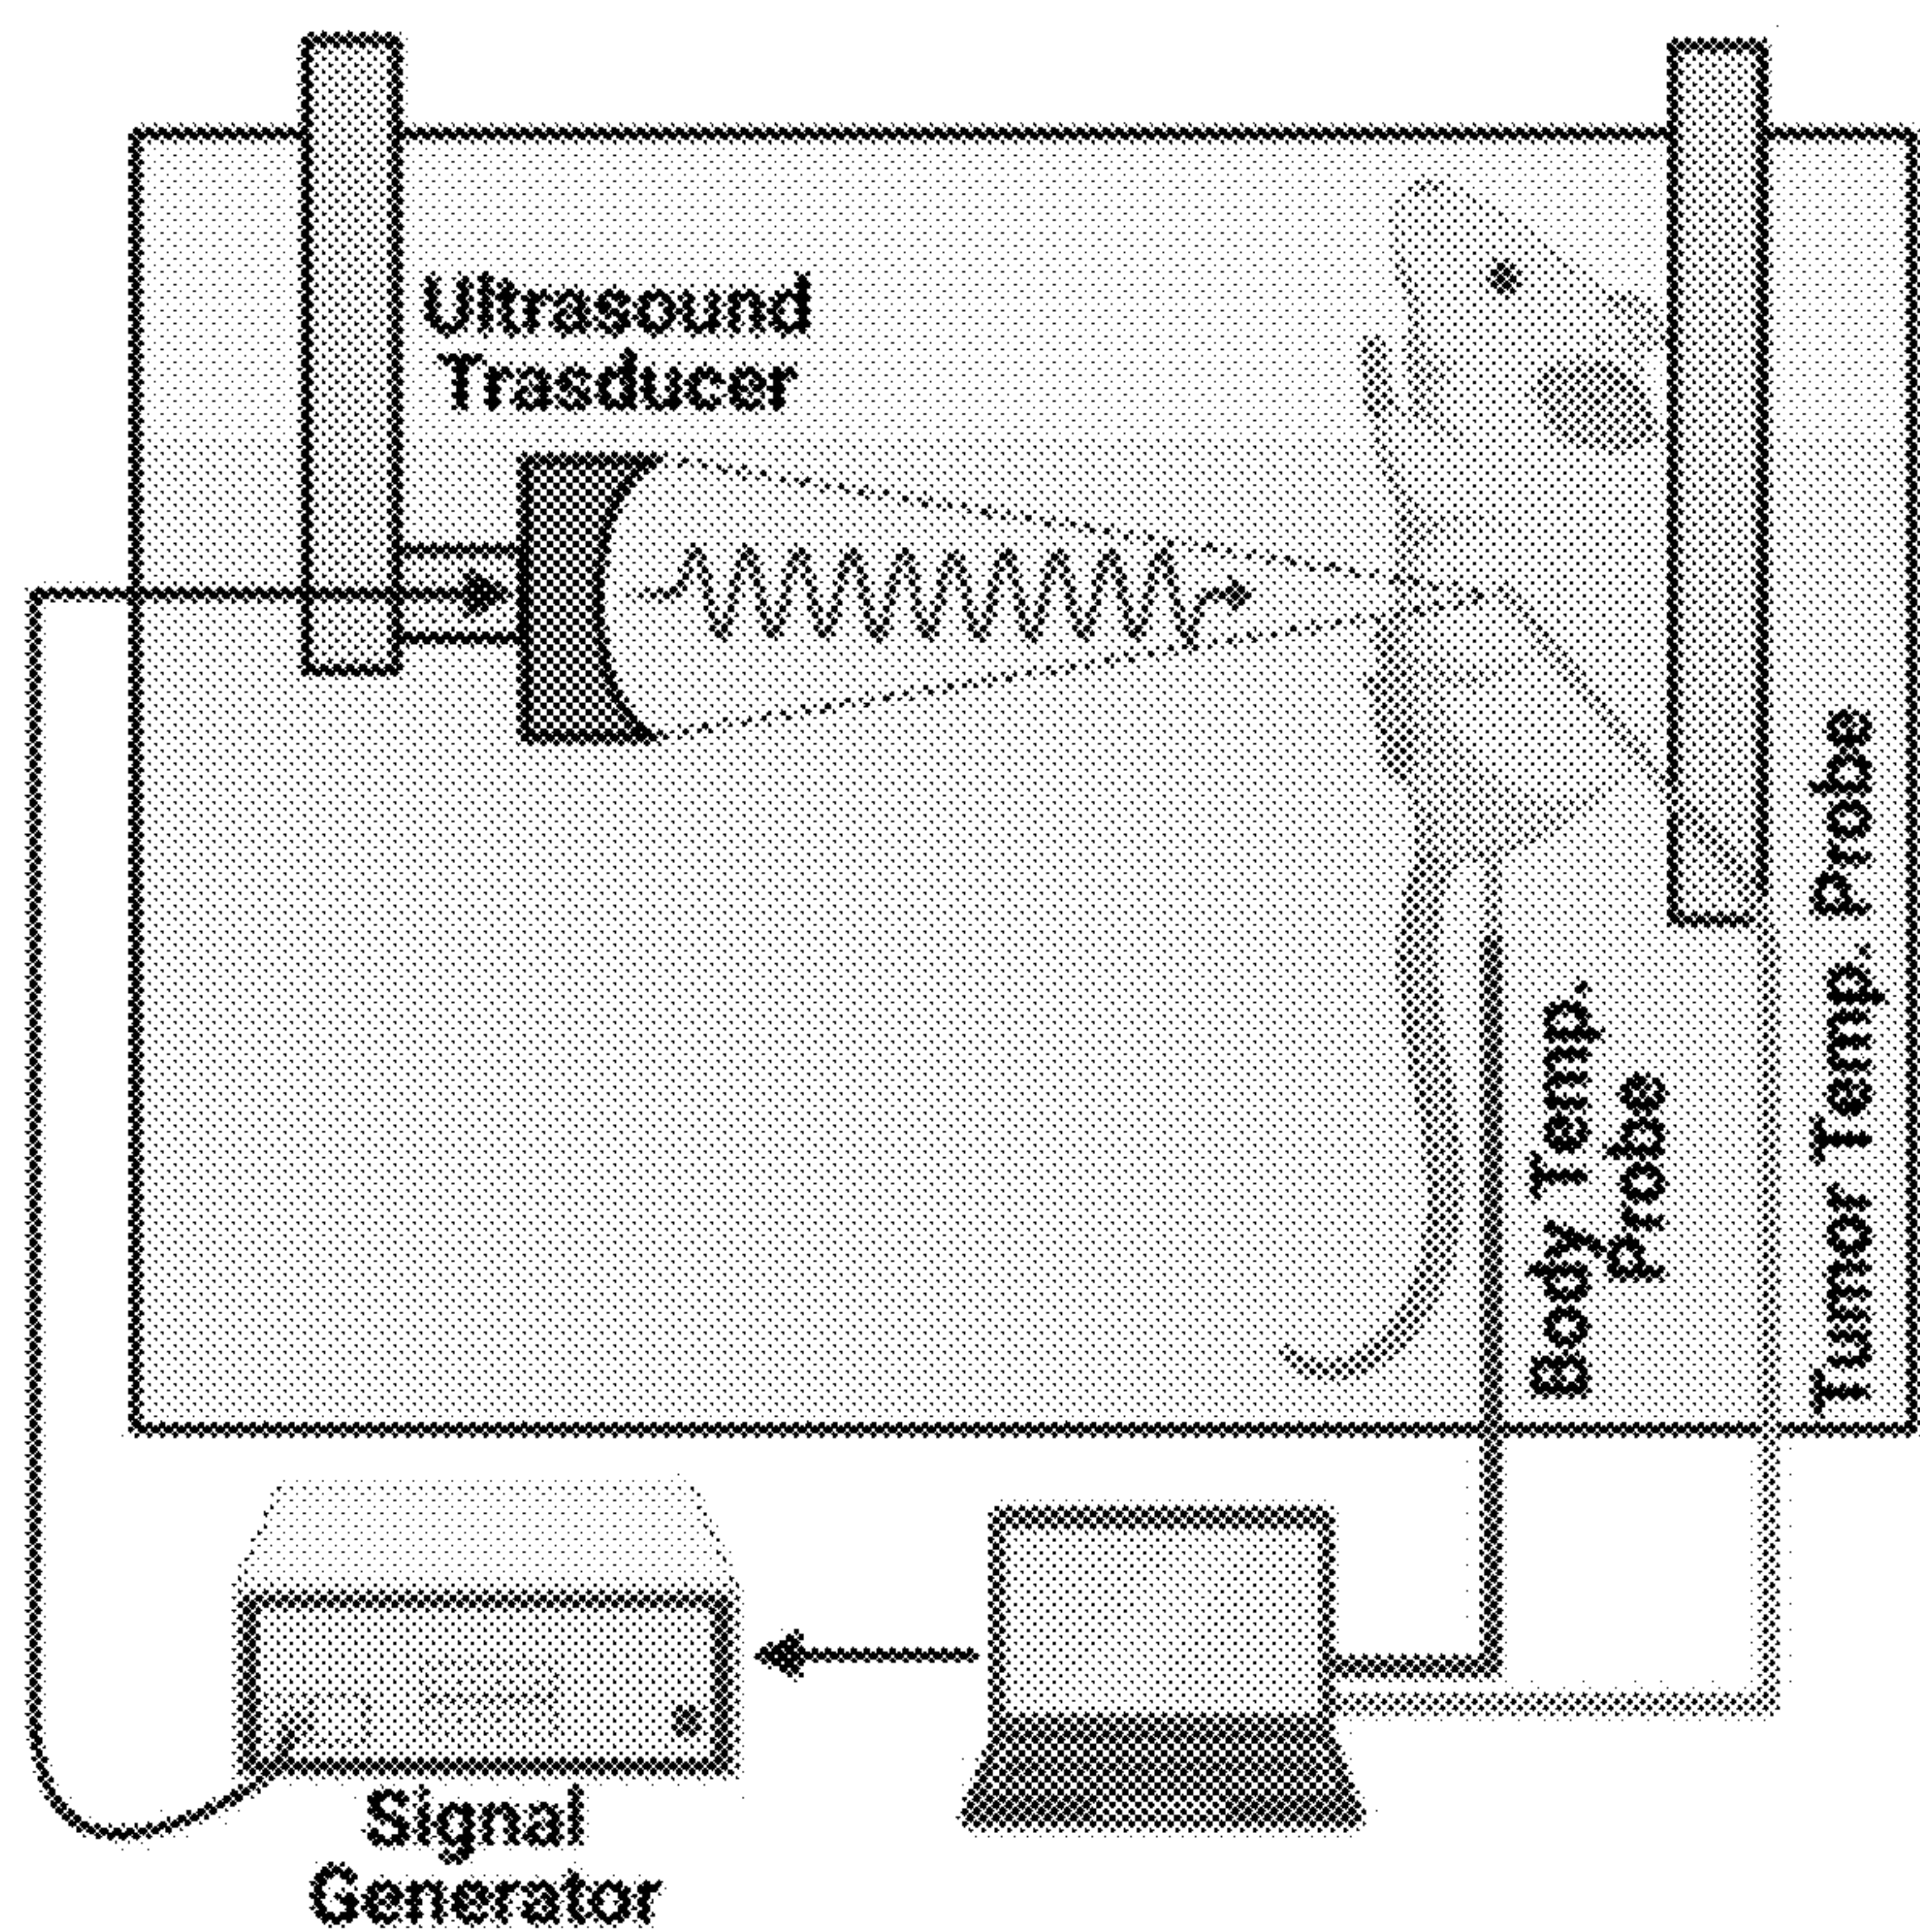 Ultrasound
Trasducer
Body Temp.
Probe
Tumor Temp. Probe
Signal
Generator